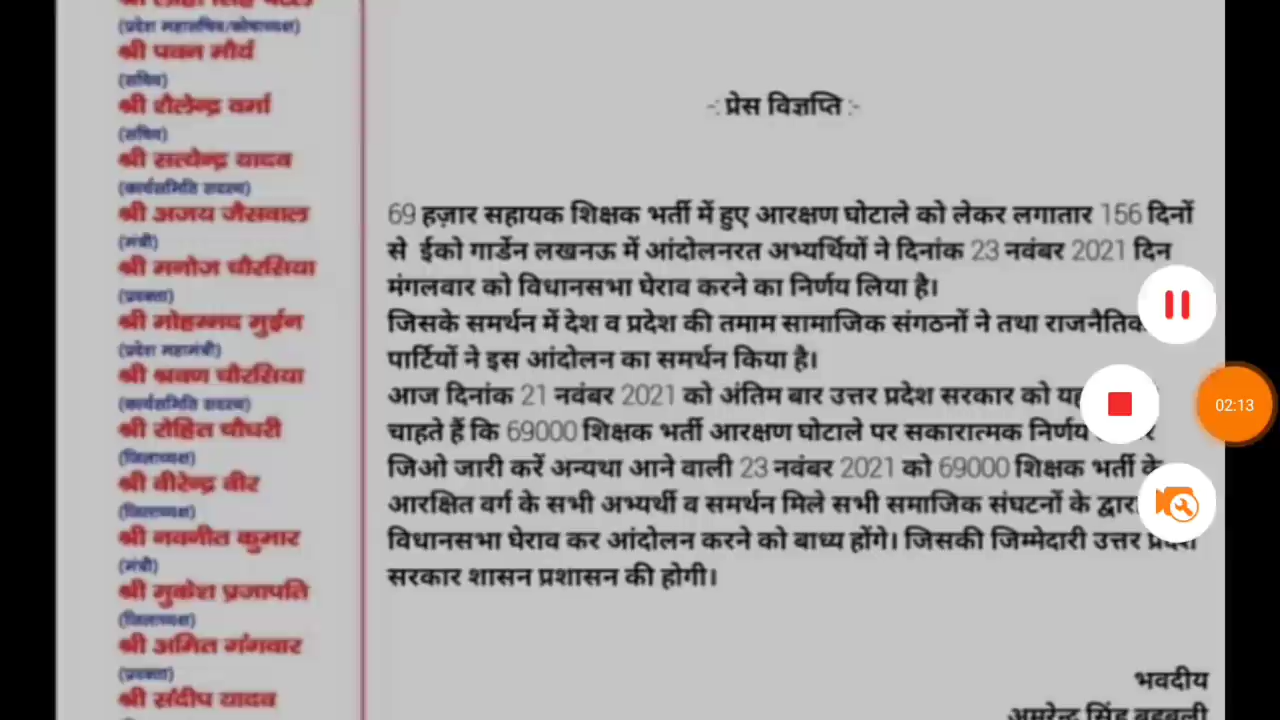 (प्रदेश महासचिव/कोषाध्यक्ष)
श्री पवन मौर्य
(सचिव)
श्री शैलेन्द्र वर्मा
(सचिव)
श्री सत्येन्द्र यादव
(कार्यसमिति सदस्य)
श्री अजय जैसवाल
(मंत्री)
श्री मनोज चौरसिया
(प्रवक्ता)
श्री मोहम्मद मुईन
(प्रदेश महामंत्री)
श्री श्रवण चौरसिया
(कार्यसमिति सदस्य)
श्री रोहित चौधरी
(जिलाध्यक्ष)
श्री वीरेन्द्र वीर
(जिलाध्यक्ष)
श्री नवनीत कुमार
(मंत्री)
श्री मुकेश प्रजापति
(जिलाध्यक्ष)
श्री अमित गंगवार
(प्रवक्ता)
श्री संदीप यादव
-: प्रेस विज्ञप्ति :-
69 हज़ार सहायक शिक्षक भर्ती में हुए आरक्षण घोटाले को लेकर लगातार 156 दिनों
से ईको गार्डेन लखनऊ में आंदोलनरत अभ्यर्थियों ने दिनांक 23 नवंबर 2021 दिन
मंगलवार को विधानसभा घेराव करने का निर्णय लिया है।
जिसके समर्थन में देश व प्रदेश की तमाम सामाजिक संगठनों ने तथा राजनैतिक
पार्टियों ने इस आंदोलन का समर्थन किया है।
आज दिनांक 21 नवंबर 2021 को अंतिम बार उत्तर प्रदेश सरकार को यह
चाहते हैं कि 69000 शिक्षक भर्ती आरक्षण घोटाले पर सकारात्मक निर्णय
जिओ जारी करें अन्यथा आने वाली 23 नवंबर 2021 को 69000 शिक्षक भर्ती के
आरक्षित वर्ग के सभी अभ्यर्थी व समर्थन मिले सभी समाजिक संघटनों के द्वारा
विधानसभा घेराव कर आंदोलन करने को बाध्य होंगे। जिसकी जिम्मेदारी उत्तर प्रदेश
सरकार शासन प्रशासन की होगी।
भवदीय
अमरेन्द्र सिंह बहुबली
02:13